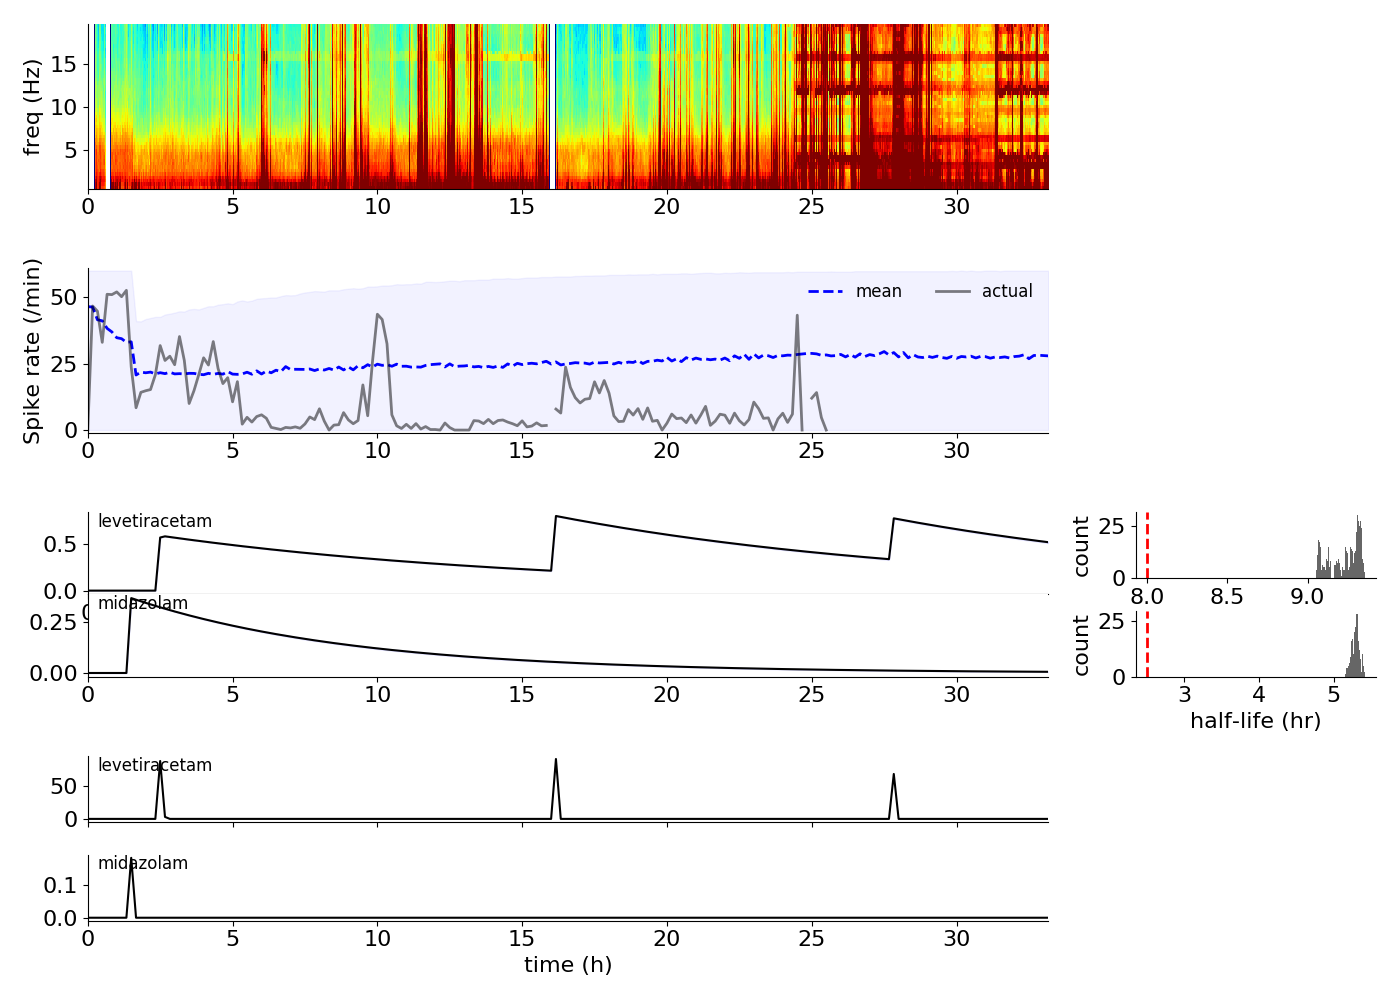 freq (Hz)
15
10
5
0 5 10 15 20 25 30
Spike rate (/min)
50
25
0
mean actual
0 5 10 15 20 25 30
levetiracetam
0.5
0.0
0
count
25
0
8.0 8.5 9.0
midazolam
0.25
0.00
0 5 10 15 20 25 30
count
25
0
3 4 5
half-life (hr)
levetiracetam
50
0
midazolam
0.1
0.0
0 5 10 15 20 25 30
time (h)